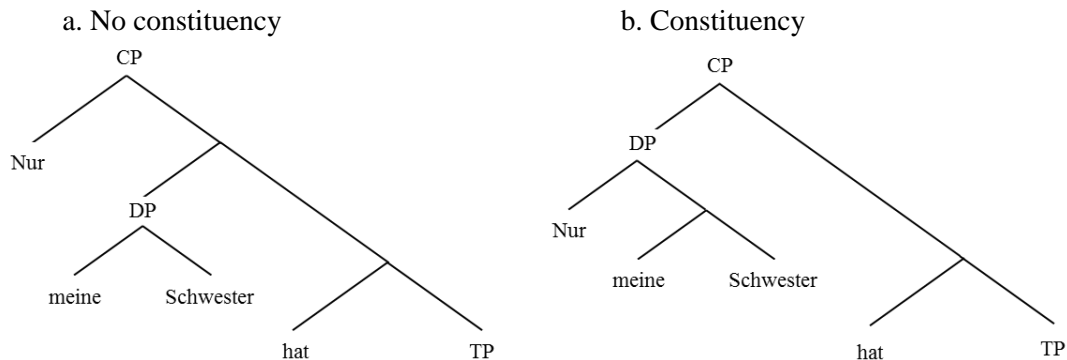 a. No constituency
CP
Nur
DP
meine Schwester
hat TP
b. Constituency
CP
DP
Nur
meine Schwester
hat TP